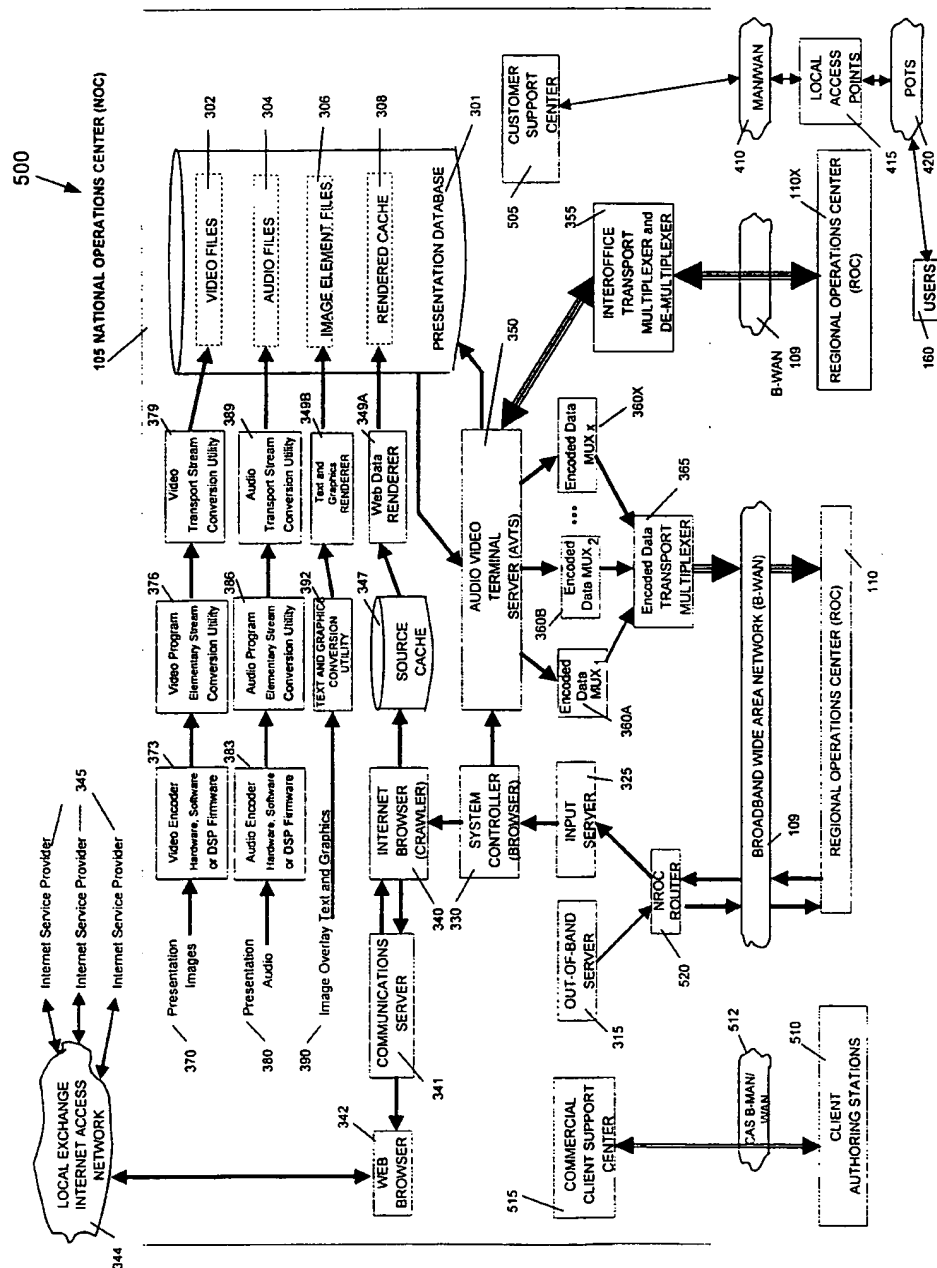 500
105 NATIONAL OPERATIONS CENTER (NOC)
LOCAL EXCHANGE
INTERNET ACCESS
NETWORK
344
Internet Service Provider
Internet Service Provider
Internet Service Provider
345
Presentation
Images
370
Video Encoder
Hardware, Software
or DSP Firmware
373
Video Program
Elementary Stream
Conversion Utility
376
Video
Transport Stream
Conversion Utility
379
VIDEO FILES
302
Presentation
Audio
380
Audio Encoder
Hardware, Software
or DSP Firmware
383
Audio Program
Elementary Stream
Conversion Utility
386
Audio
Transport Stream
Conversion Utility
389
AUDIO FILES
304
390
Image Overlay Text and Graphics
TEXT AND GRAPHICS
CONVERSION
UTILITY
392
Text and
Graphics
RENDERER
349B
IMAGE ELEMENT FILES
306
WEB
BROWSER
342
COMMUNICATIONS
SERVER
341
INTERNET
BROWSER
(CRAWLER)
340
SOURCE
CACHE
347
Web Data
RENDERER
349A
RENDERED CACHE
308
PRESENTATION DATABASE
301
SYSTEM
CONTROLLER
(BROWSER)
330
AUDIO VIDEO
TERMINAL
SERVER (AVTS)
350
CUSTOMER
SUPPORT
CENTER
505
COMMERCIAL
CLIENT SUPPORT
CENTER
515
OUT-OF-BAND
SERVER
315
INPUT
SERVER
325
Encoded
Data
MUX 1
360A
Encoded
Data MUX 2
360B
...
Encoded Data
MUX x
360X
INTEROFFICE
TRANSPORT
MULTIPLEXER and
DE-MULTIPLEXER
355
NROC
ROUTER
520
Encoded Data
TRANSPORT
MULTIPLEXER
365
CAS B-MAN/
WAN
512
BROADBAND WIDE AREA NETWORK (B-WAN)
109
B-WAN
109
MAN/WAN
410
CLIENT
AUTHORING STATIONS
510
REGIONAL OPERATIONS CENTER (ROC)
110
REGIONAL OPERATIONS CENTER
(ROC)
110X
LOCAL
ACCESS
POINTS
415
USERS
160
POTS
420